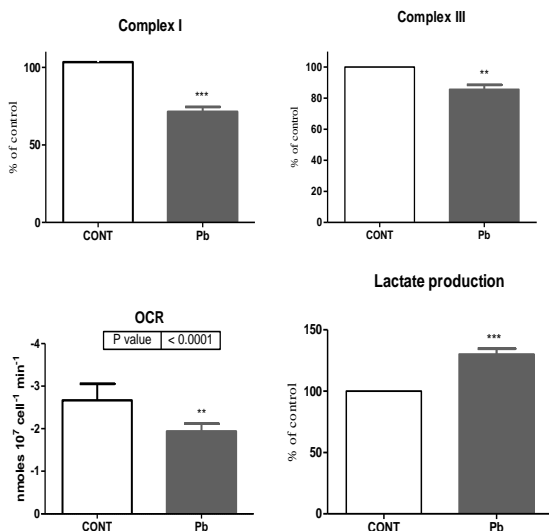 Complex I
% of control
100
50
0
***
CONT Pb
Complex III
% of control
100
80
60
40
20
0
**
CONT Pb
OCR
P value < 0.0001
nmoles 10⁷ cell⁻¹ min⁻¹
-4
-3
-2
-1
0
**
CONT Pb
Lactate production
% of control
150
100
50
0
***
CONT Pb